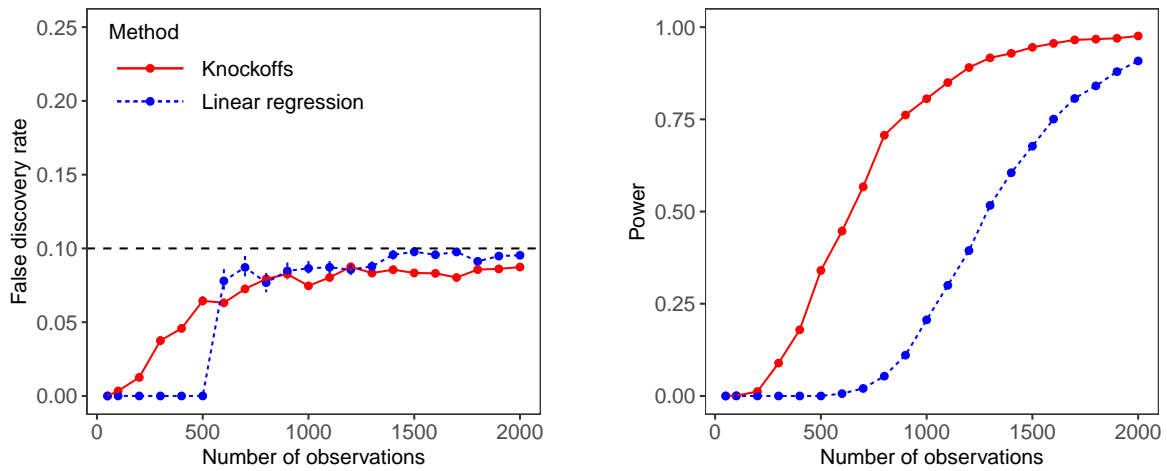 Method
Knockoffs
Linear regression
False discovery rate
0.25
0.20
0.15
0.10
0.05
0.00
0 500 1000 1500 2000
Number of observations
Power
1.00
0.75
0.50
0.25
0.00
0 500 1000 1500 2000
Number of observations